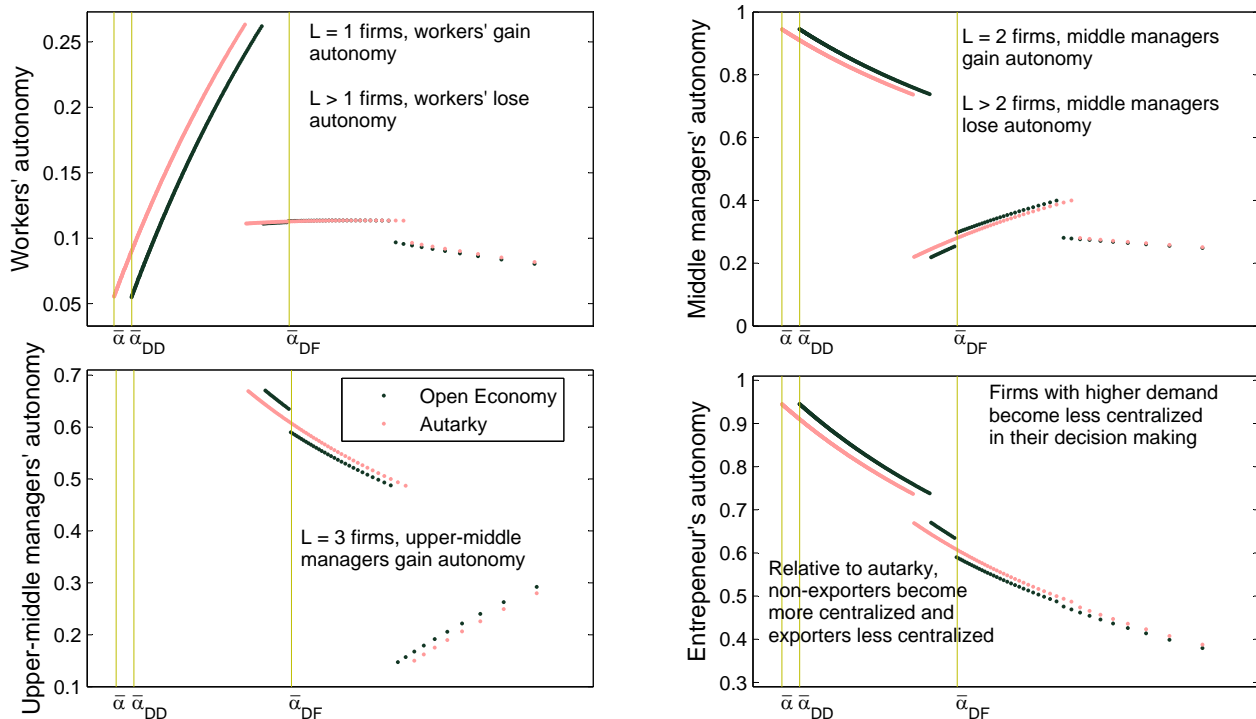 Workers' autonomy
0.25
0.2
0.15
0.1
0.05
L = 1 firms, workers' gain
autonomy
L > 1 firms, workers' lose
autonomy
ᾱ ᾱDD ᾱDF
Middle managers' autonomy
1
0.8
0.6
0.4
0.2
0
L = 2 firms, middle managers
gain autonomy
L > 2 firms, middle managers
lose autonomy
ᾱ ᾱDD ᾱDF
Upper-middle managers' autonomy
0.7
0.6
0.5
0.4
0.3
0.2
0.1
Open Economy
Autarky
L = 3 firms, upper-middle
managers gain autonomy
ᾱ ᾱDD ᾱDF
Entrepeneur's autonomy
1
0.9
0.8
0.7
0.6
0.5
0.4
0.3
Firms with higher demand
become less centralized
in their decision making
Relative to autarky,
non-exporters become
more centralized and
exporters less centralized
ᾱ ᾱDD ᾱDF